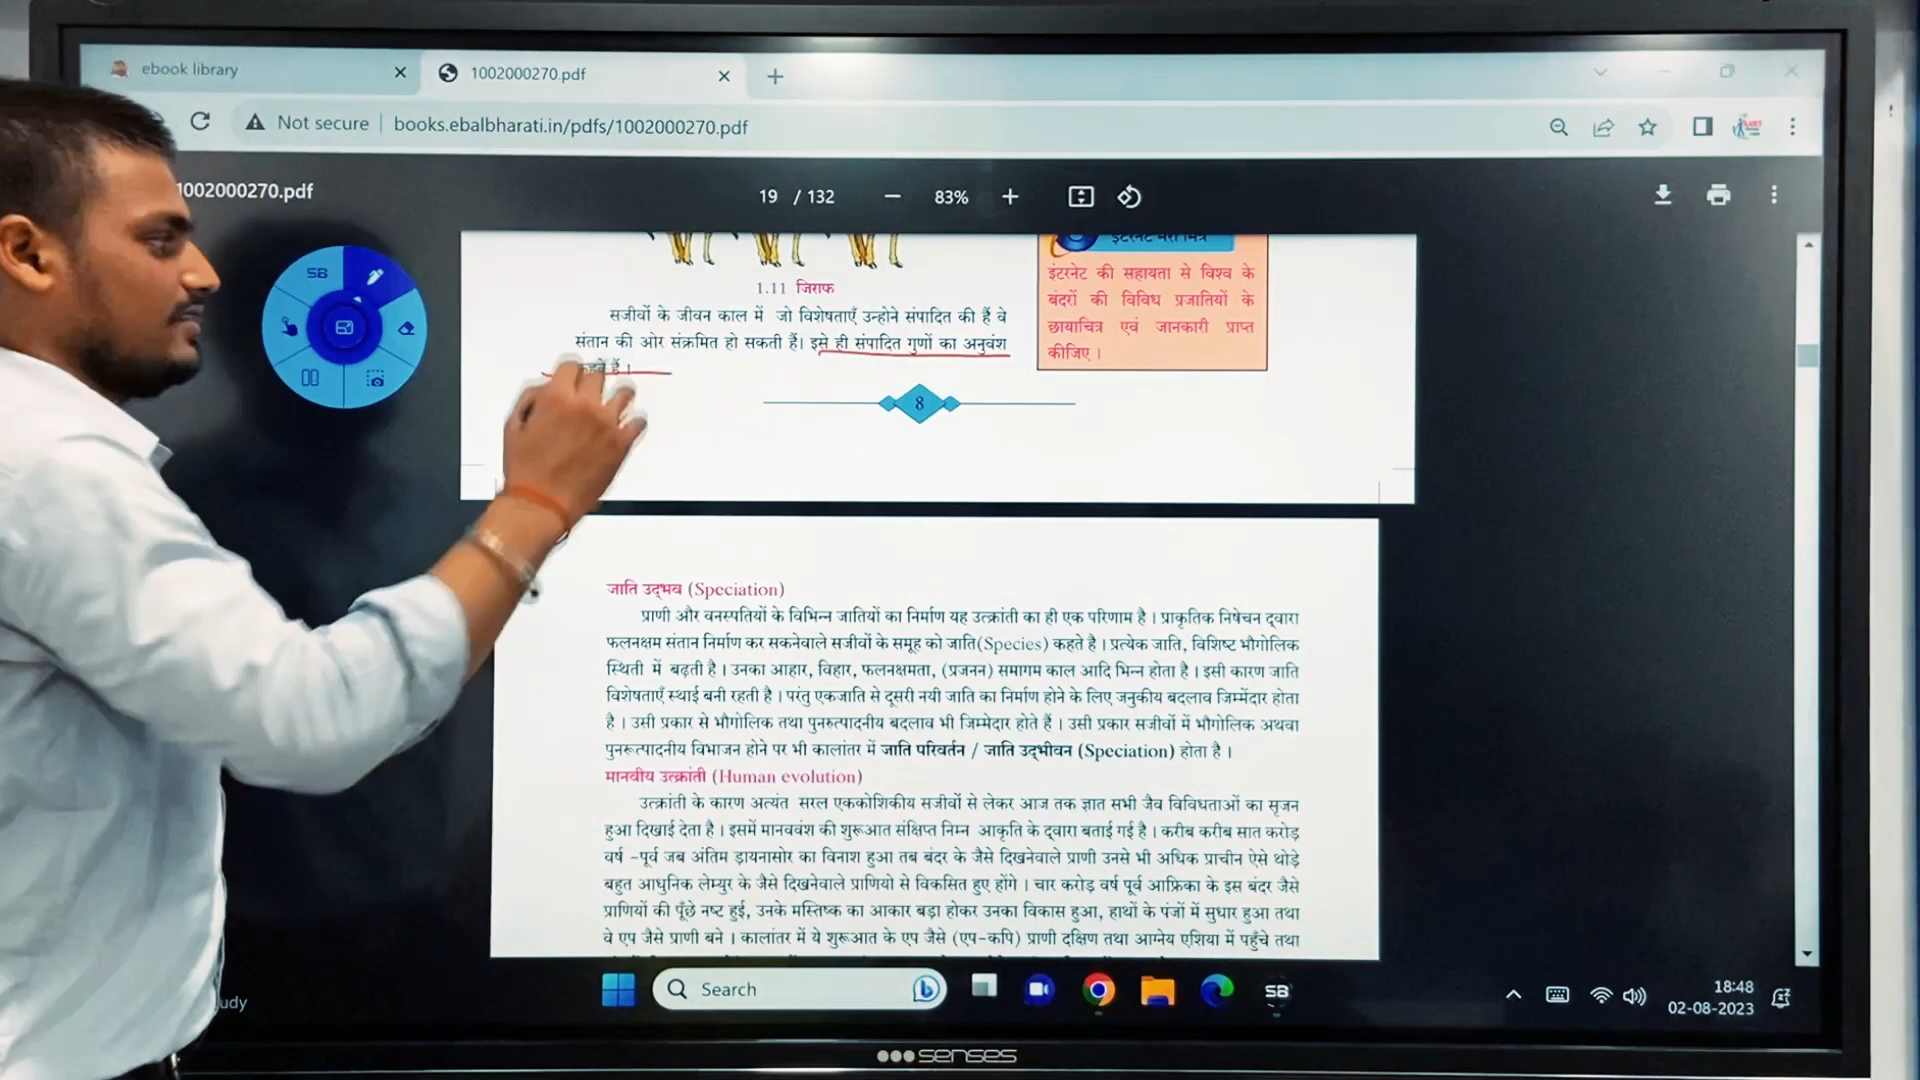 ebook library
1002000270.pdf
Not secure
books.ebalbharati.in/pdfs/1002000270.pdf
1002000270.pdf
19 / 132
83%
SB
इंटरनेट मेरा मित्र
इंटरनेट की सहायता से विश्व के
बंदरों की विविध प्रजातियों के
छायाचित्र एवं जानकारी प्राप्त
कीजिए ।
1.11 जिराफ
सजीवों के जीवन काल में जो विशेषताएँ उन्होने संपादित की हैं वे
संतान की ओर संक्रमित हो सकती हैं। इसे ही संपादित गुणों का अनुवंश
कहते हैं ।
8
जाति उद्भव (Speciation)
प्राणी और वनस्पतियों के विभिन्न जातियों का निर्माण यह उत्क्रांती का ही एक परिणाम है । प्राकृतिक निषेचन द्वारा
फलनक्षम संतान निर्माण कर सकनेवाले सजीवों के समूह को जाति(Species) कहते है । प्रत्येक जाति, विशिष्ट भौगोलिक
स्थिती में बढ़ती है । उनका आहार, विहार, फलनक्षमता, (प्रजनन) समागम काल आदि भिन्न होता है । इसी कारण जाति
विशेषताएँ स्थाई बनी रहती है । परंतु एकजाति से दूसरी नयी जाति का निर्माण होने के लिए जनुकीय बदलाव जिम्मेंदार होता
है । उसी प्रकार से भौगोलिक तथा पुनरुत्पादनीय बदलाव भी जिम्मेदार होते हैं । उसी प्रकार सजीवों में भौगोलिक अथवा
पुनरूत्पादनीय विभाजन होने पर भी कालांतर में जाति परिवर्तन / जाति उद्भीवन (Speciation) होता है ।
मानवीय उत्क्रांती (Human evolution)
उत्क्रांती के कारण अत्यंत सरल एककोशिकीय सजीवों से लेकर आज तक ज्ञात सभी जैव विविधताओं का सृजन
हुआ दिखाई देता है । इसमें मानववंश की शुरूआत संक्षिप्त निम्न आकृति के द्वारा बताई गई है । करीब करीब सात करोड़
वर्ष -पूर्व जब अंतिम ड़ायनासोर का विनाश हुआ तब बंदर के जैसे दिखनेवाले प्राणी उनसे भी अधिक प्राचीन ऐसे थोड़े
बहुत आधुनिक लेम्युर के जैसे दिखनेवाले प्राणियो से विकसित हुए होंगे । चार करोड़ वर्ष पूर्व आफ्रिका के इस बंदर जैसे
प्राणियों की पूँछे नष्ट हुई, उनके मस्तिष्क का आकार बड़ा होकर उनका विकास हुआ, हाथों के पंजों में सुधार हुआ तथा
वे एप जैसे प्राणी बने । कालांतर में ये शुरूआत के एप जैसे (एप-कपि) प्राणी दक्षिण तथा आग्नेय एशिया में पहुँचे तथा
udy
Search
SB
18:48
02-08-2023
senses